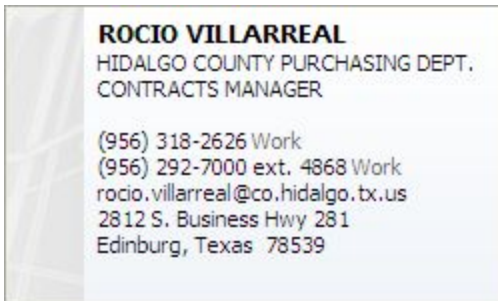 ROCIO VILLARREAL
HIDALGO COUNTY PURCHASING DEPT.
CONTRACTS MANAGER
(956) 318-2626 Work
(956) 292-7000 ext. 4868 Work
rocio.villarreal@co.hidalgo.tx.us
2812 S. Business Hwy 281
Edinburg, Texas  78539